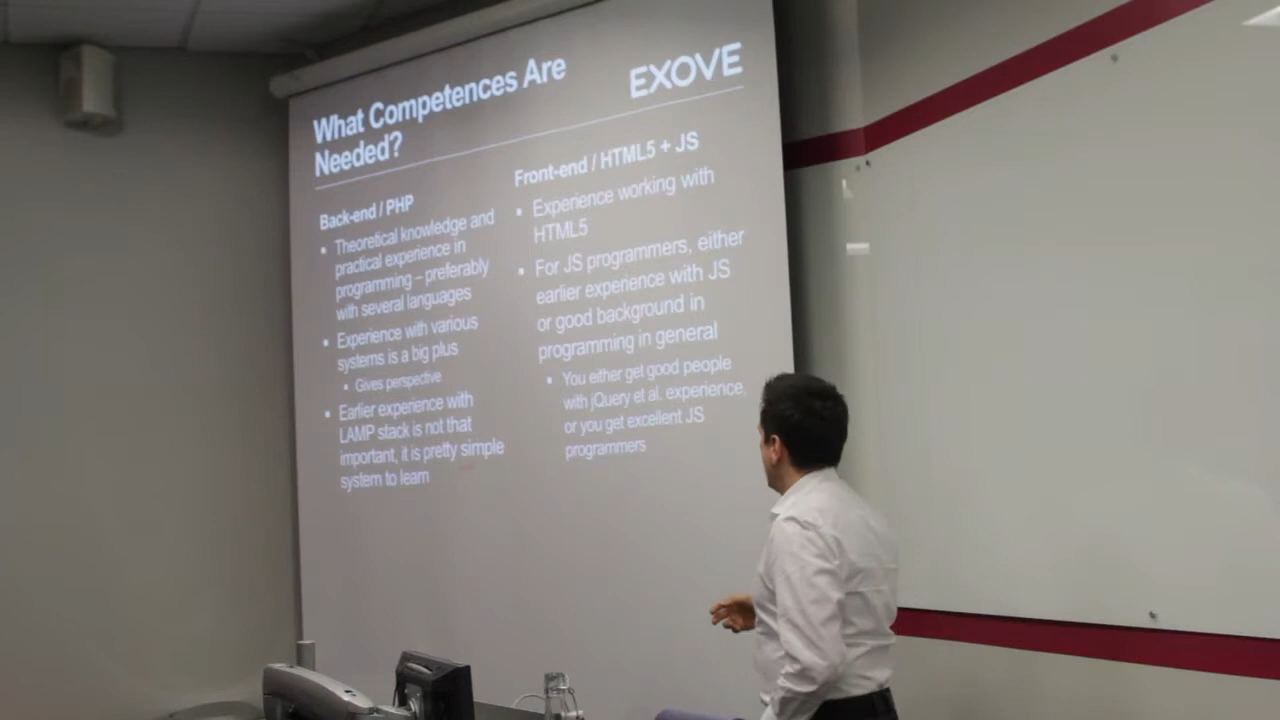 What Competences Are
Needed?
EXOVE
Back-end / PHP
▪ Theoretical knowledge and
practical experience in
programming – preferably
with several languages
▪ Experience with various
systems is a big plus
▪ Gives perspective
▪ Earlier experience with
LAMP stack is not that
important, it is pretty simple
system to learn
Front-end / HTML5 + JS
▪ Experience working with
HTML5
▪ For JS programmers, either
earlier experience with JS
or good background in
programming in general
▪ You either get good people
with jQuery et al. experience,
or you get excellent JS
programmers